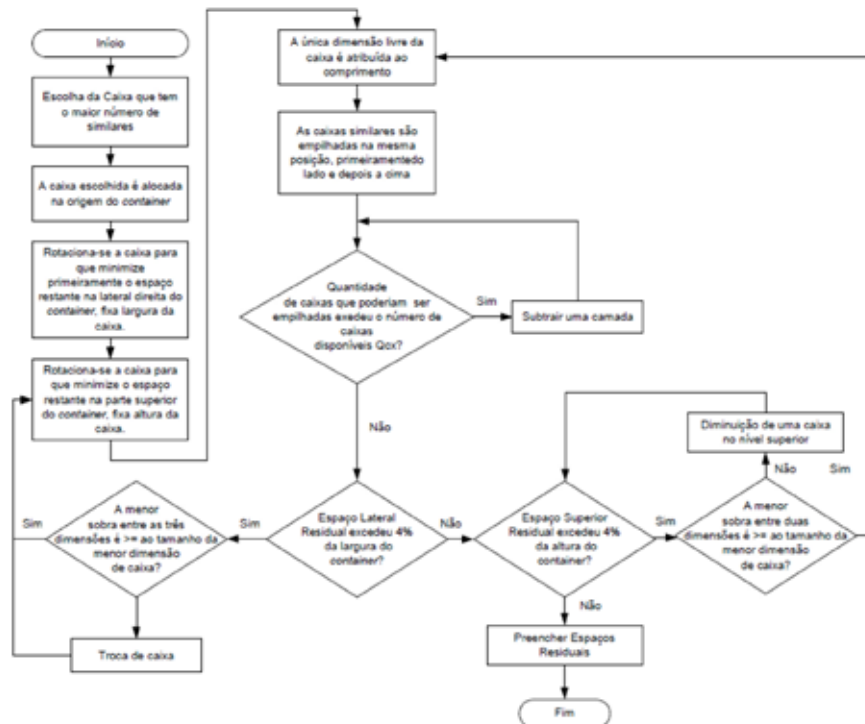 Início
Escolha da Caixa que tem
o maior número de
similares
A caixa escolhida é alocada
na origem do container
Rotaciona-se a caixa para
que minimize
primeiramente o espaço
restante na lateral direita do
container, fixa largura da
caixa.
Rotaciona-se a caixa para
que minimize o espaço
restante na parte superior
do container, fixa altura da
caixa.
A única dimensão livre da
caixa é atribuída ao
comprimento
As caixas similares são
empilhadas na mesma
posição, primeiramentedo
lado e depois a cima
Quantidade
de caixas que poderiam ser
empilhadas exedeu o número de
caixas
disponíveis Qcx?
Sim
Subtrair uma camada
Não
Espaço Lateral
Residual excedeu 4%
da largura do
container?
Sim
A menor
sobra entre as três
dimensões é >= ao tamanho da
menor dimensão
de caixa?
Sim
Troca de caixa
Não
Espaço Superior
Residual excedeu 4%
da altura do
container?
Sim
A menor
sobra entre duas
dimensões é >= ao tamanho da
menor dimensão
de caixa?
Não
Sim
Diminuição de uma caixa
no nível superior
Não
Preencher Espaços
Residuais
Fim